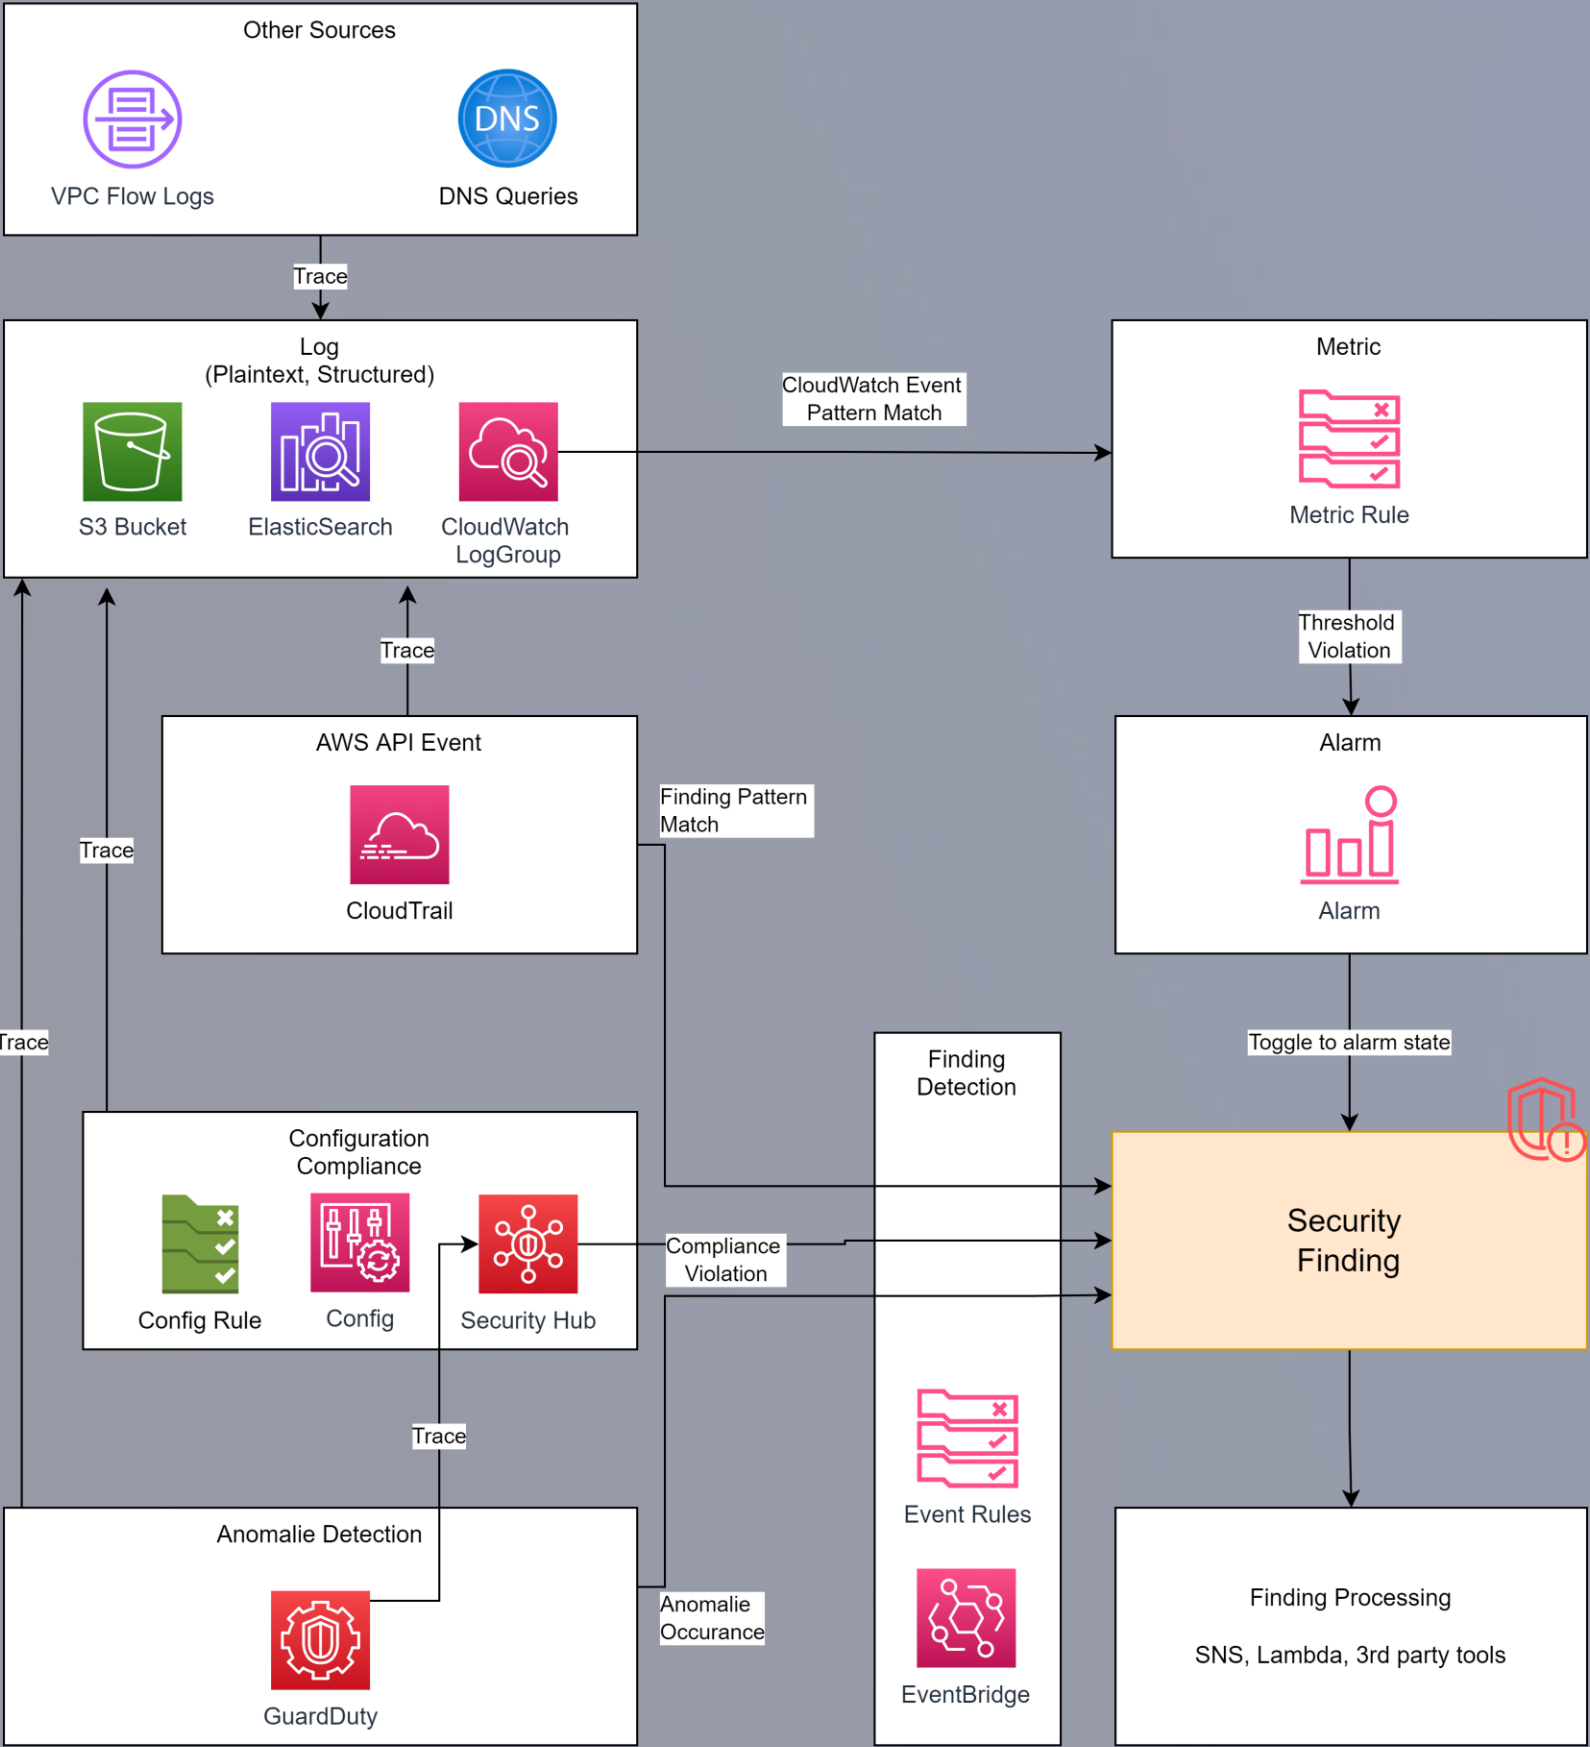 Other Sources
DNS
VPC Flow Logs
DNS Queries
Trace
Log
(Plaintext, Structured)
S3 Bucket
ElasticSearch
CloudWatch
LogGroup
CloudWatch Event
Pattern Match
Metric
Metric Rule
Threshold
Violation
Trace
AWS API Event
CloudTrail
Finding Pattern
Match
Alarm
Alarm
Trace
Trace
Toggle to alarm state
Finding
Detection
Configuration
Compliance
Config Rule
Config
Security Hub
Compliance
Violation
Security
Finding
Trace
Event Rules
EventBridge
Anomalie Detection
GuardDuty
Anomalie
Occurance
Finding Processing
SNS, Lambda, 3rd party tools